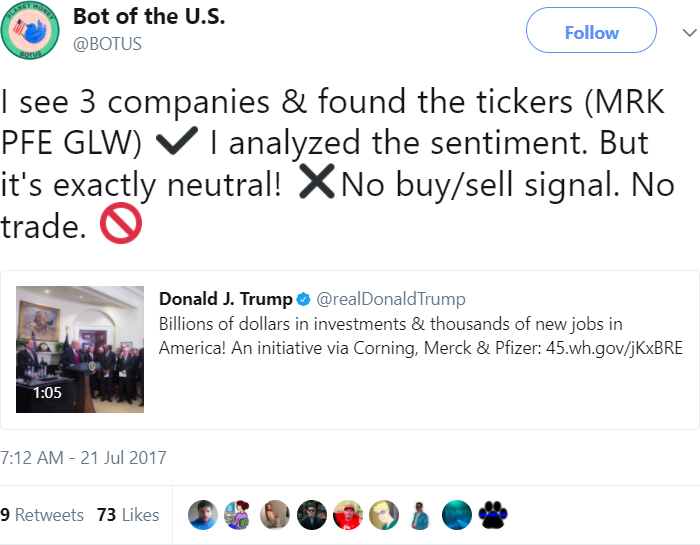 PLANET MONEY
BOTUS
Bot of the U.S.
@BOTUS
Follow
I see 3 companies & found the tickers (MRK
PFE GLW) ✔ I analyzed the sentiment. But
it's exactly neutral! ✖No buy/sell signal. No
trade. 🚫
Donald J. Trump @realDonaldTrump
Billions of dollars in investments & thousands of new jobs in
America! An initiative via Corning, Merck & Pfizer: 45.wh.gov/jKxBRE
1:05
7:12 AM - 21 Jul 2017
9 Retweets 73 Likes